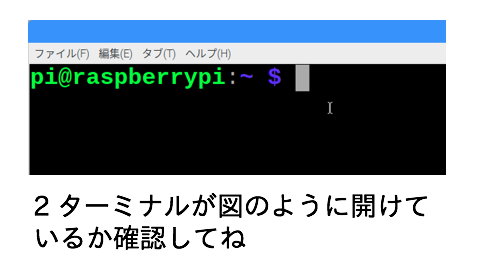 ファイル(F) 編集(E) タブ(T) ヘルプ(H)
pi@raspberrypi:~ $
2 ターミナルが図のように開けて
いるか確認してね